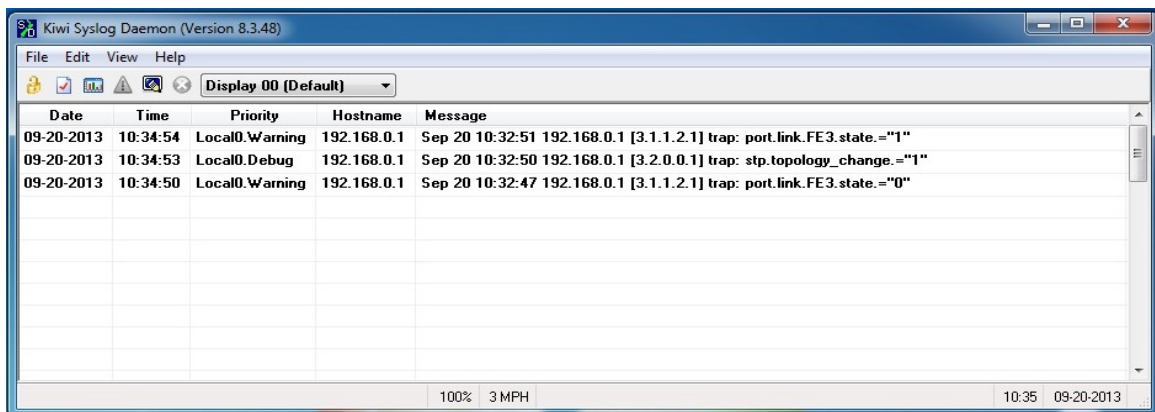 Kiwi Syslog Daemon (Version 8.3.48)
File Edit View Help
Display 00 (Default)
Date Time Priority Hostname Message
09-20-2013 10:34:54 Local0.Warning 192.168.0.1 Sep 20 10:32:51 192.168.0.1 [3.1.1.2.1] trap: port.link.FE3.state.="1"
09-20-2013 10:34:53 Local0.Debug 192.168.0.1 Sep 20 10:32:50 192.168.0.1 [3.2.0.0.1] trap: stp.topology_change.="1"
09-20-2013 10:34:50 Local0.Warning 192.168.0.1 Sep 20 10:32:47 192.168.0.1 [3.1.1.2.1] trap: port.link.FE3.state.="0"
100% 3 MPH 10:35 09-20-2013